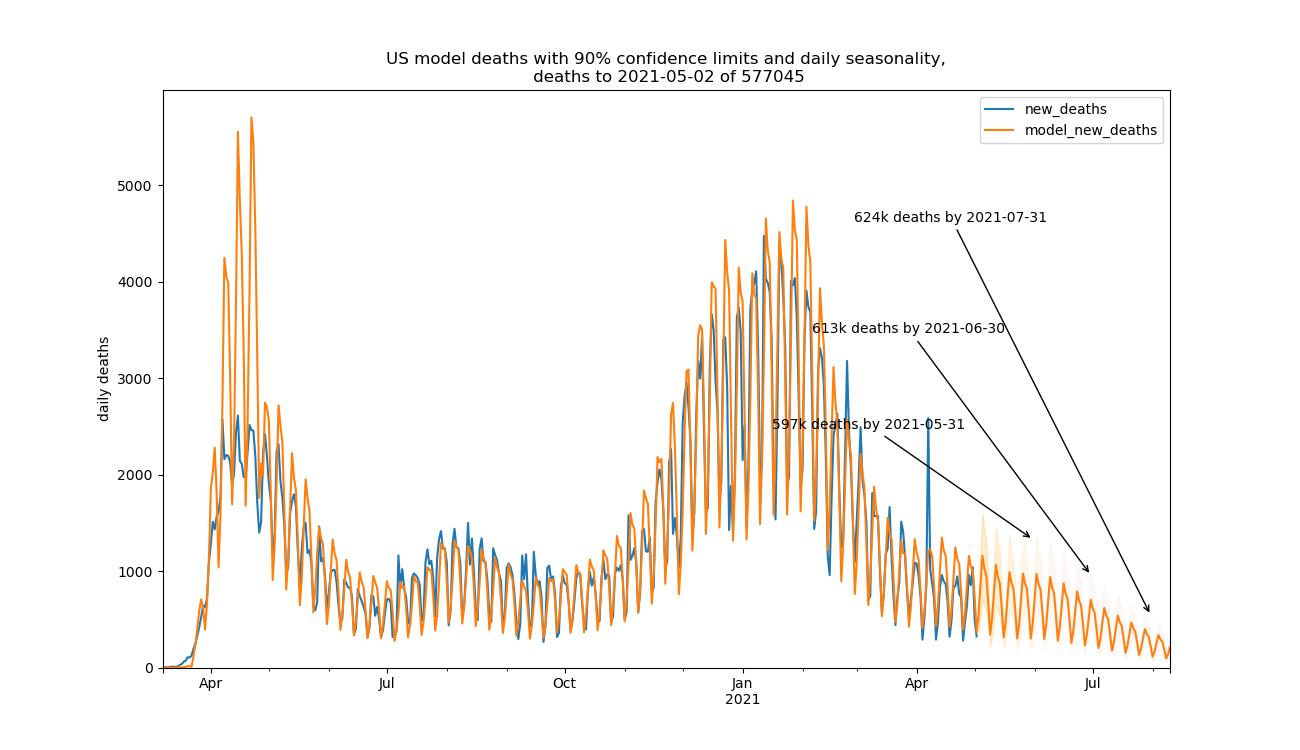 US model deaths with 90% confidence limits and daily seasonality,
deaths to 2021-05-02 of 577045
new_deaths
model_new_deaths
daily deaths
5000
4000
3000
2000
1000
0
624k deaths by 2021-07-31
613k deaths by 2021-06-30
597k deaths by 2021-05-31
Apr
Jul
Oct
Jan
2021
Apr
Jul